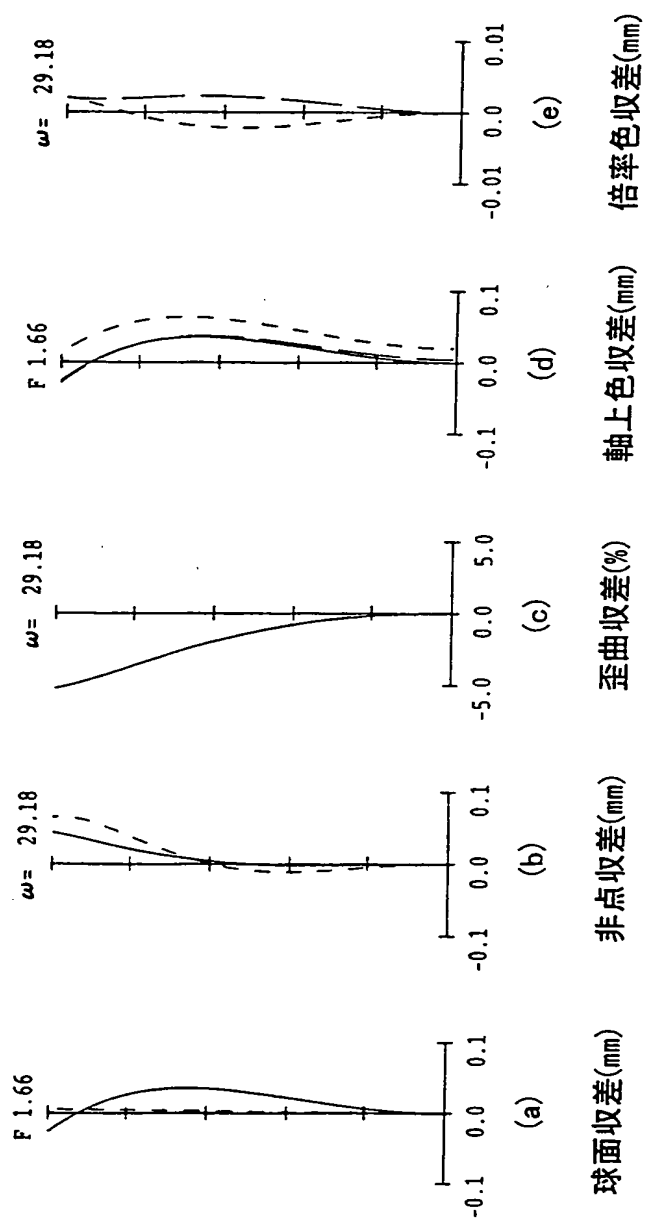 F 1.66
-0.1 0.0 0.1
(a)
球面収差(mm)
ω= 29.18
-0.1 0.0 0.1
(b)
非点収差(mm)
ω= 29.18
-5.0 0.0 5.0
(c)
歪曲収差(%)
F 1.66
-0.1 0.0 0.1
(d)
軸上色収差(mm)
ω= 29.18
-0.01 0.0 0.01
(e)
倍率色収差(mm)